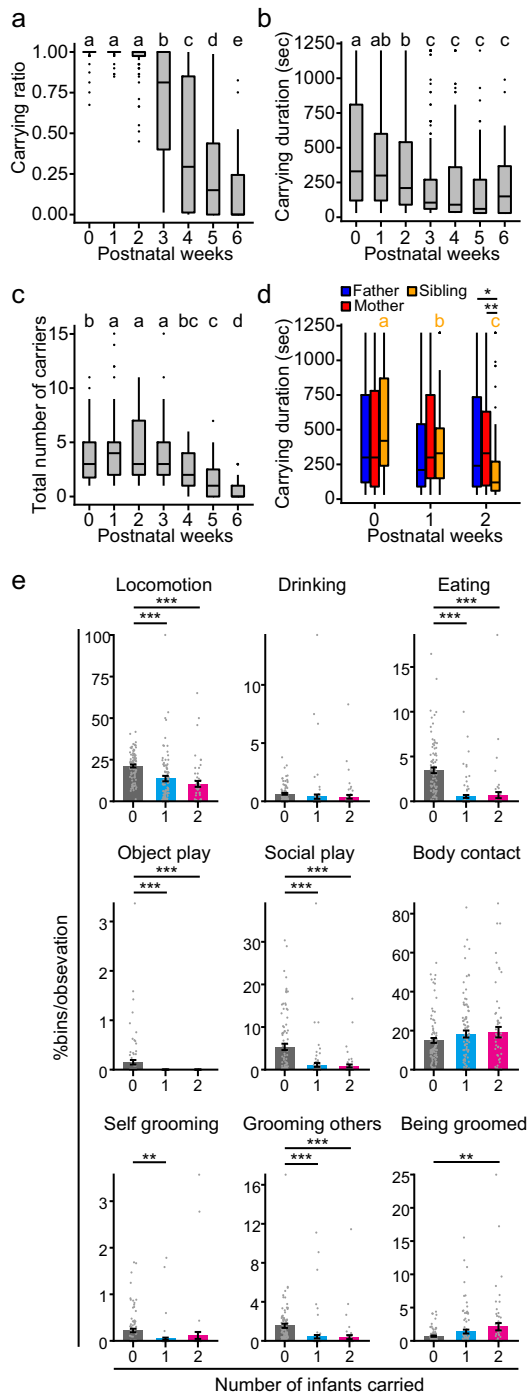 a
a a a b c d e
Carrying ratio
1.00
0.75
0.50
0.25
0.00
0 1 2 3 4 5 6
Postnatal weeks
b
a ab b c c c c
Carrying duration (sec)
1250
1000
750
500
250
0
0 1 2 3 4 5 6
Postnatal weeks
c
b a a a bc c d
Total number of carriers
15
10
5
0
0 1 2 3 4 5 6
Postnatal weeks
d
Father Sibling
Mother
*
**
a b c
Carrying duration (sec)
1250
1000
750
500
250
0
0 1 2
Postnatal weeks
e
%bins/obsevation
Locomotion
***
***
100
75
50
25
0
0 1 2
Drinking
10
5
0
0 1 2
Eating
***
***
15
10
5
0
0 1 2
Object play
***
***
3
2
1
0
0 1 2
Social play
***
***
30
20
10
0
0 1 2
Body contact
80
60
40
20
0
0 1 2
Self grooming
**
3
2
1
0
0 1 2
Grooming others
***
***
16
12
8
4
0
0 1 2
Being groomed
**
25
20
15
10
5
0
0 1 2
Number of infants carried